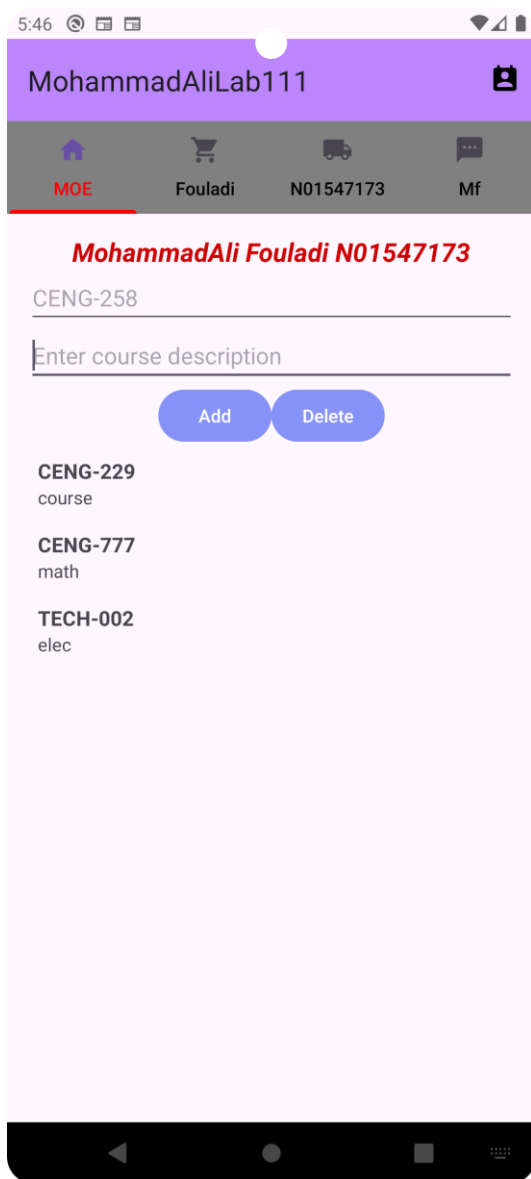 5:46
MohammadAliLab111
MOE Fouladi N01547173 Mf
MohammadAli Fouladi N01547173
CENG-258
Enter course description
Add Delete
CENG-229
course
CENG-777
math
TECH-002
elec